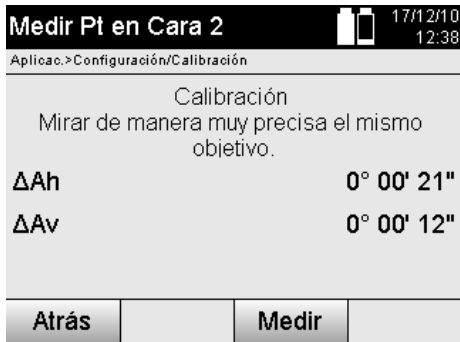 Medir Pt en Cara 2
17/12/10
12:38
Aplicac.>Configuración/Calibración
Calibración
Mirar de manera muy precisa el mismo
objetivo.
ΔAh 0° 00' 21"
ΔAv 0° 00' 12"
Atrás Medir